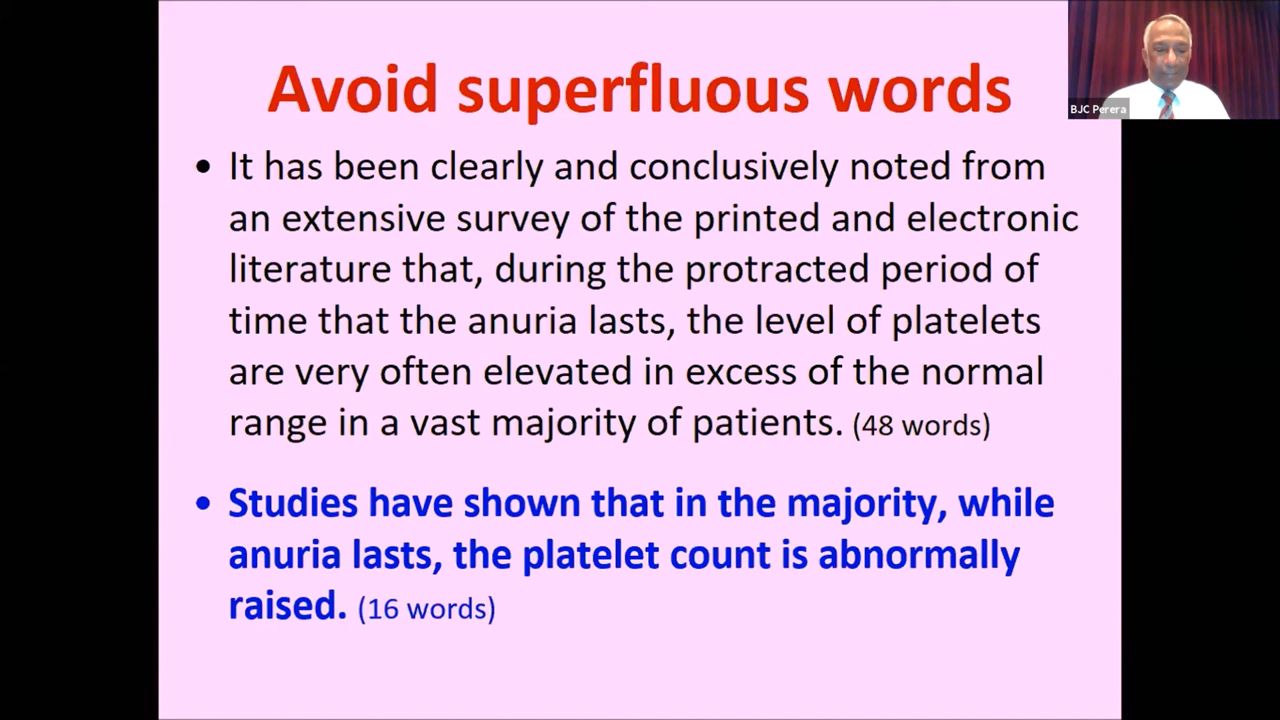 Avoid superfluous words
• It has been clearly and conclusively noted from
an extensive survey of the printed and electronic
literature that, during the protracted period of
time that the anuria lasts, the level of platelets
are very often elevated in excess of the normal
range in a vast majority of patients. (48 words)
• Studies have shown that in the majority, while
anuria lasts, the platelet count is abnormally
raised. (16 words)
BJC Perera